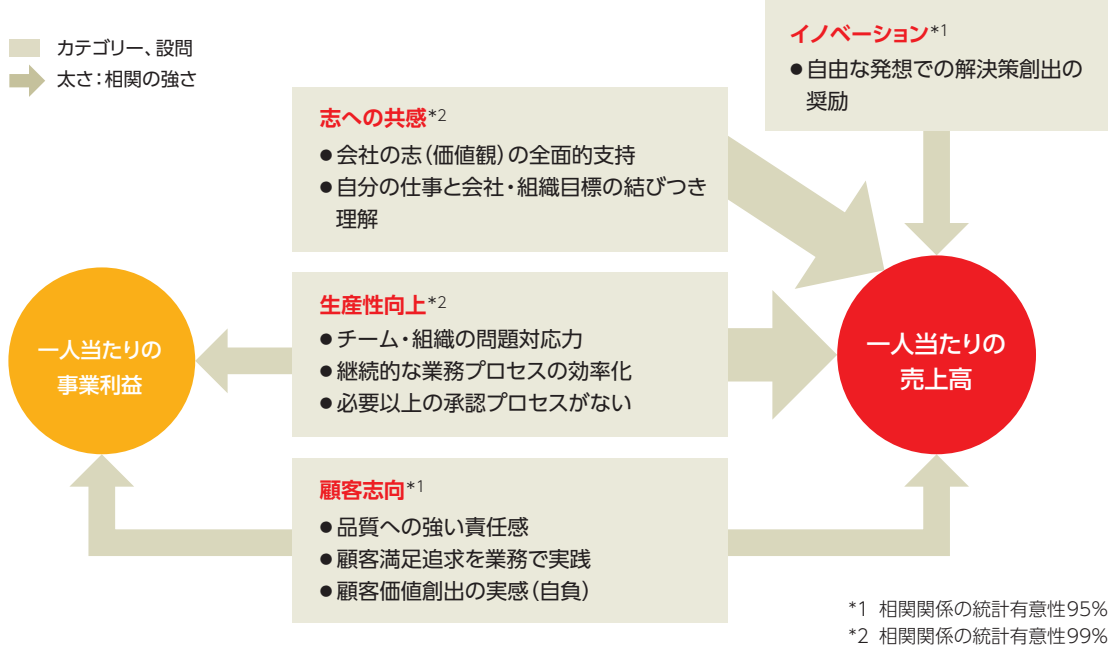 カテゴリー、設問
太さ：相関の強さ
イノベーション*1
●自由な発想での解決策創出の
奨励
志への共感*2
●会社の志（価値観）の全面的支持
●自分の仕事と会社・組織目標の結びつき
理解
生産性向上*2
●チーム・組織の問題対応力
●継続的な業務プロセスの効率化
●必要以上の承認プロセスがない
一人当たりの
事業利益
一人当たりの
売上高
顧客志向*1
●品質への強い責任感
●顧客満足追求を業務で実践
●顧客価値創出の実感（自負）
*1 相関関係の統計有意性95%
*2 相関関係の統計有意性99%